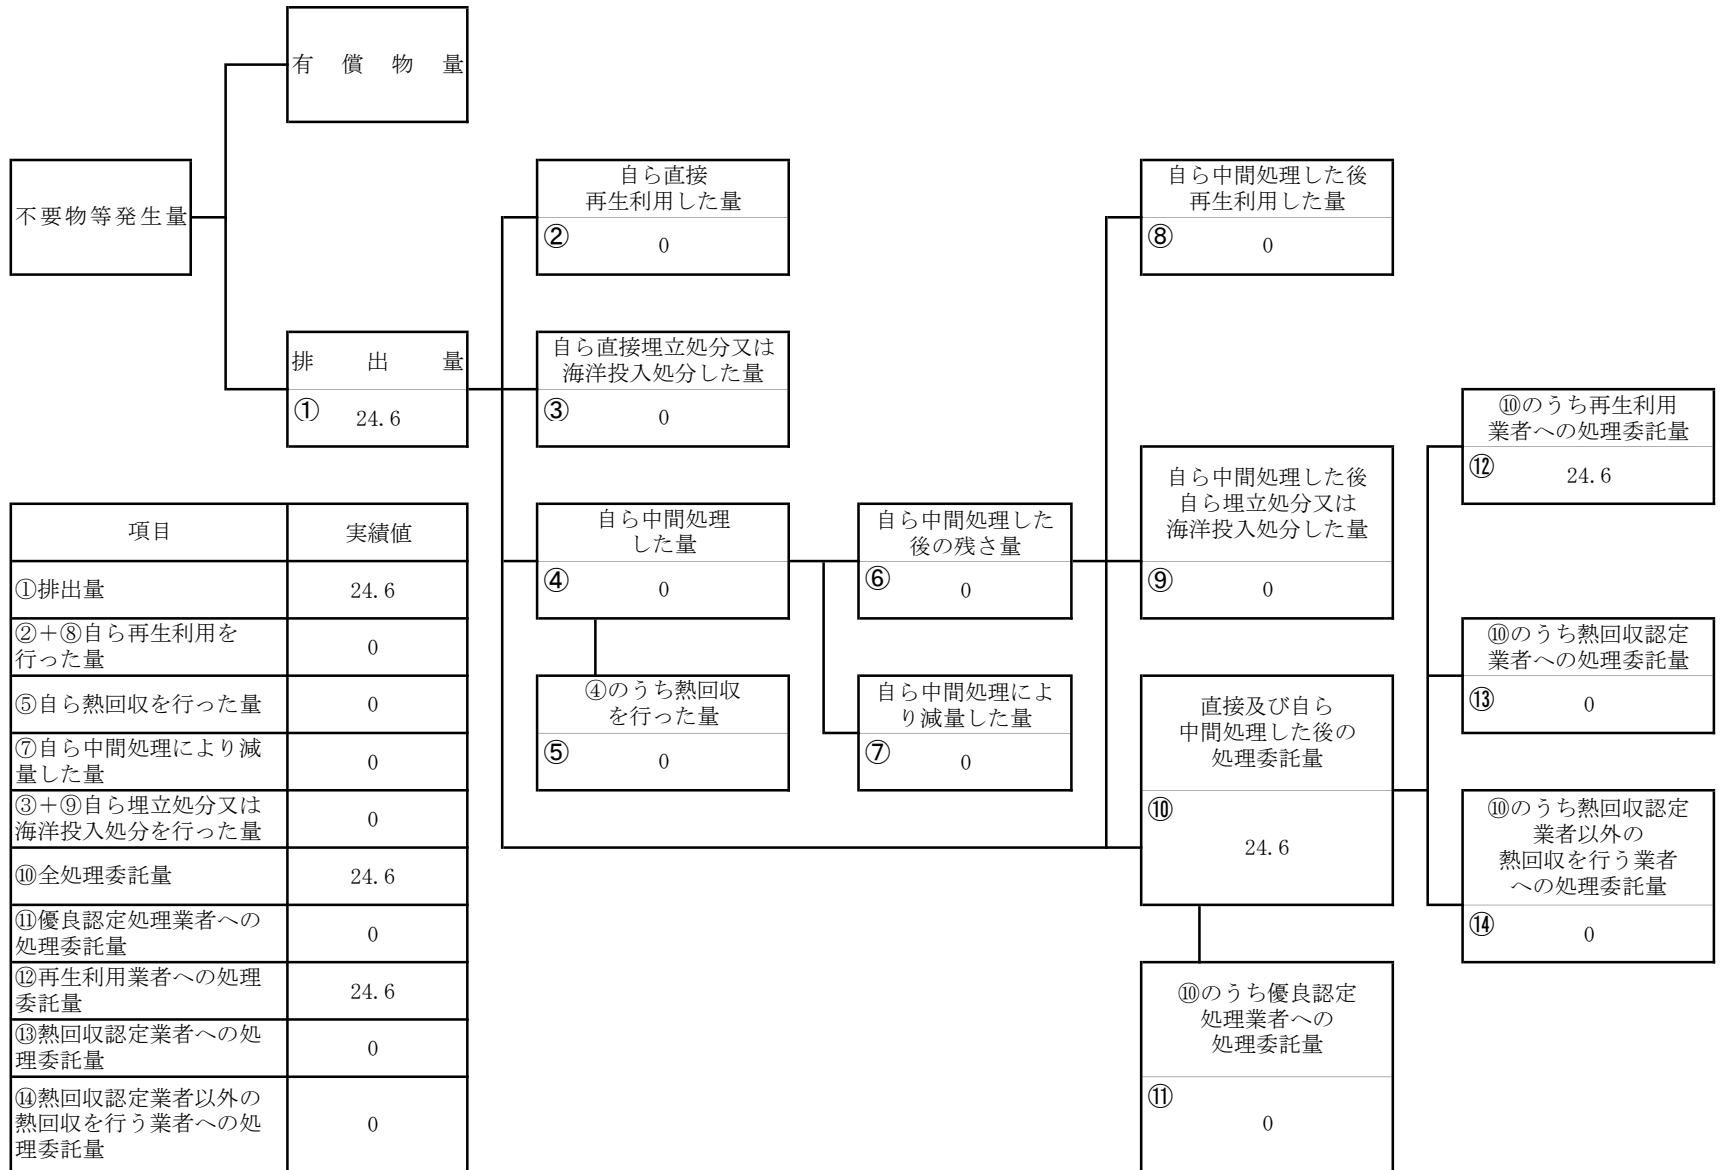 有償物量
不要物等発生量
排出量
① 24.6
自ら直接
再生利用した量
② 0
自ら直接埋立処分又は
海洋投入処分した量
③ 0
自ら中間処理
した量
④ 0
④のうち熱回収
を行った量
⑤ 0
自ら中間処理した
後の残さ量
⑥ 0
自ら中間処理によ
り減量した量
⑦ 0
自ら中間処理した後
再生利用した量
⑧ 0
自ら中間処理した後
自ら埋立処分又は
海洋投入処分した量
⑨ 0
直接及び自ら
中間処理した後の
処理委託量
⑩
24.6
⑩のうち優良認定
処理業者への
処理委託量
⑪
0
⑩のうち再生利用
業者への処理委託量
⑫ 24.6
⑩のうち熱回収認定
業者への処理委託量
⑬ 0
⑩のうち熱回収認定
業者以外の
熱回収を行う業者
への処理委託量
⑭ 0
項目 実績値
①排出量 24.6
②＋⑧自ら再生利用を
行った量 0
⑤自ら熱回収を行った量 0
⑦自ら中間処理により減
量した量 0
③＋⑨自ら埋立処分又は
海洋投入処分を行った量 0
⑩全処理委託量 24.6
⑪優良認定処理業者への
処理委託量 0
⑫再生利用業者への処理
委託量 24.6
⑬熱回収認定業者への処
理委託量 0
⑭熱回収認定業者以外の
熱回収を行う業者への処
理委託量 0